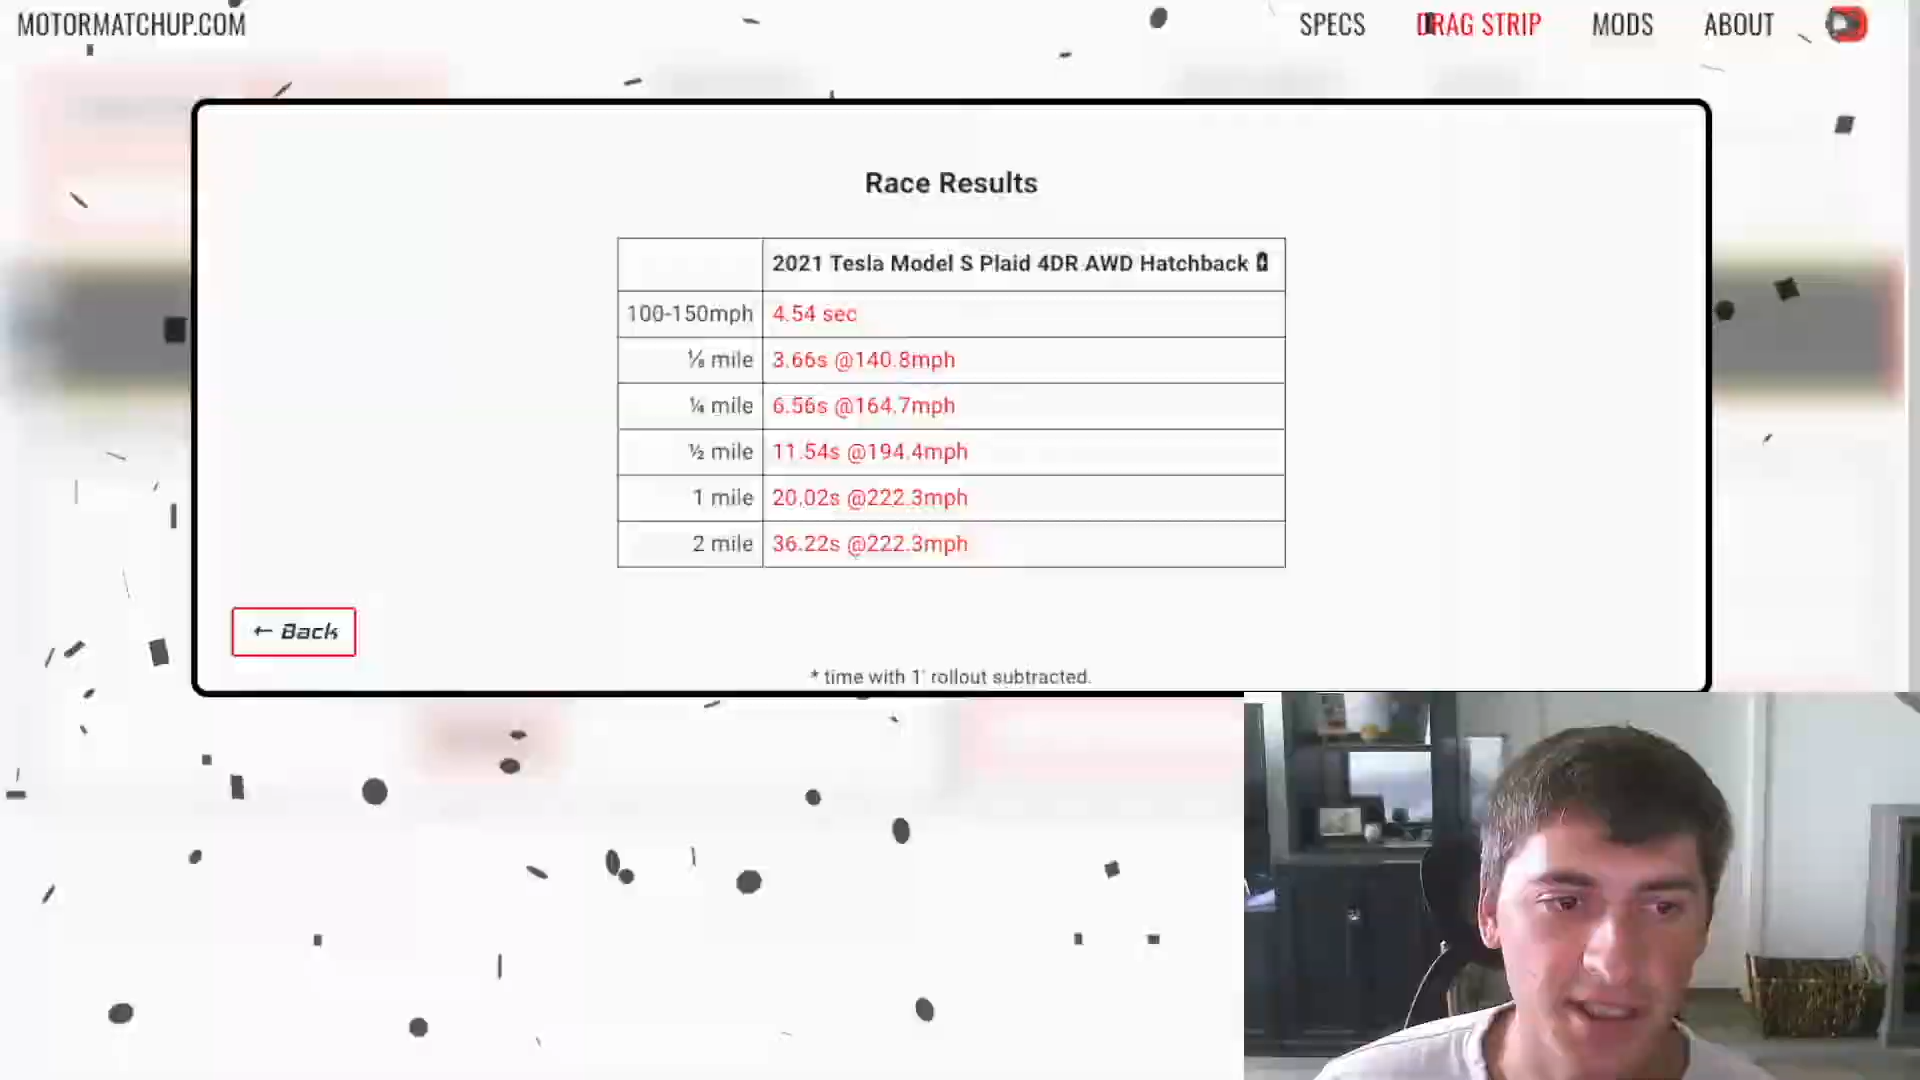 MOTORMATCHUP.COM
SPECS
DRAG STRIP
MODS
ABOUT
Race Results
2021 Tesla Model S Plaid 4DR AWD Hatchback
100-150mph 4.54 sec
⅛ mile 3.66s @140.8mph
¼ mile 6.56s @164.7mph
½ mile 11.54s @194.4mph
1 mile 20.02s @222.3mph
2 mile 36.22s @222.3mph
← Back
* time with 1' rollout subtracted.